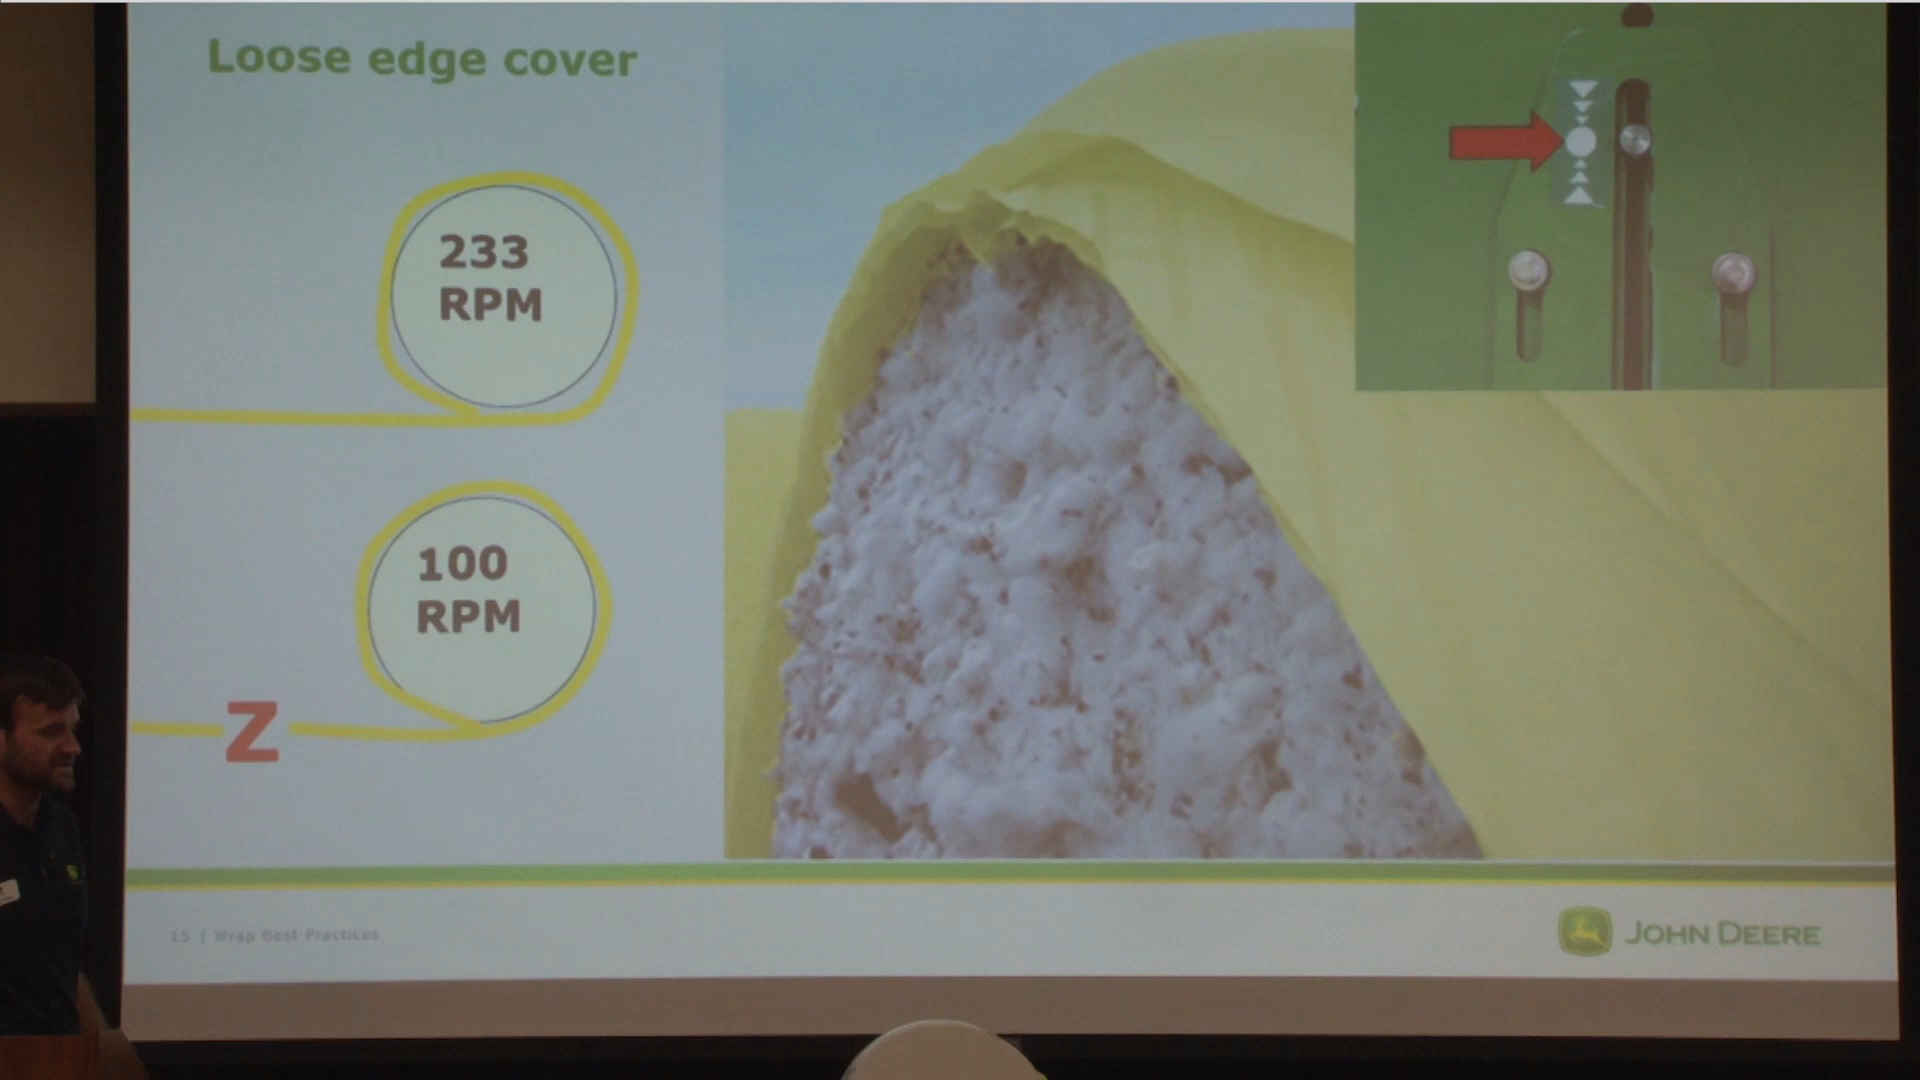 Loose edge cover
233
RPM
100
RPM
Z
15 | Wrap Best Practices
JOHN DEERE